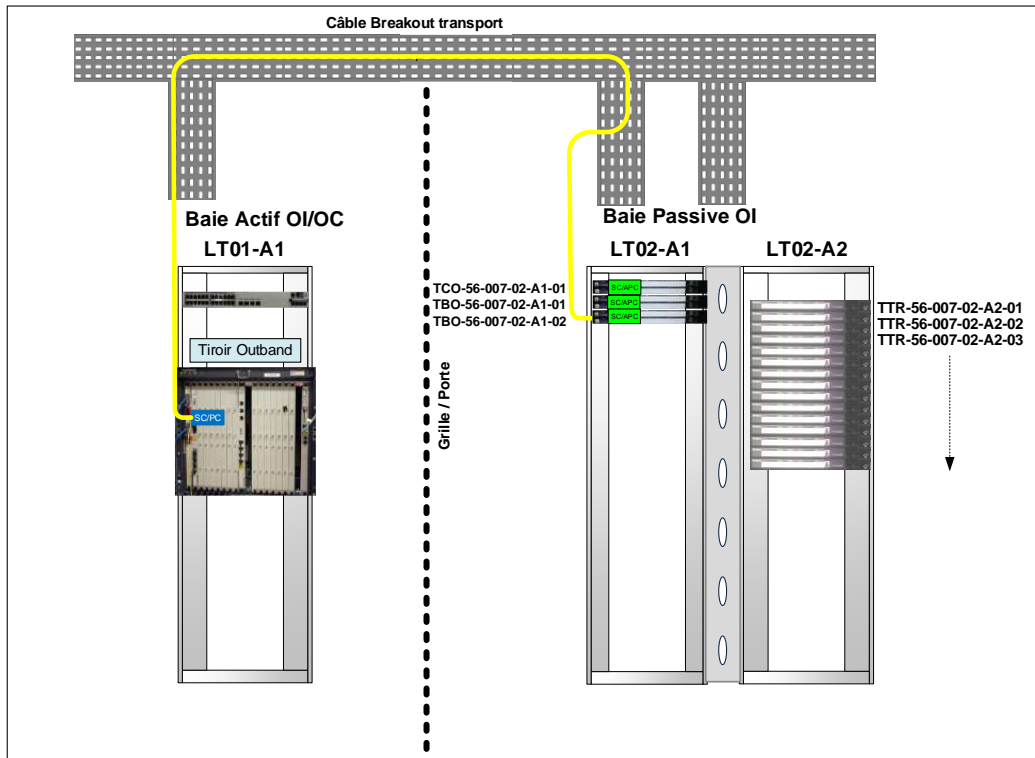 Câble Breakout transport
Baie Actif OI/OC
LT01-A1
Tiroir Outband
SC/PC
Grille / Porte
Baie Passive OI
LT02-A1
LT02-A2
TCO-56-007-02-A1-01
TBO-56-007-02-A1-01
TBO-56-007-02-A1-02
SC/APC
SC/APC
SC/APC
TTR-56-007-02-A2-01
TTR-56-007-02-A2-02
TTR-56-007-02-A2-03